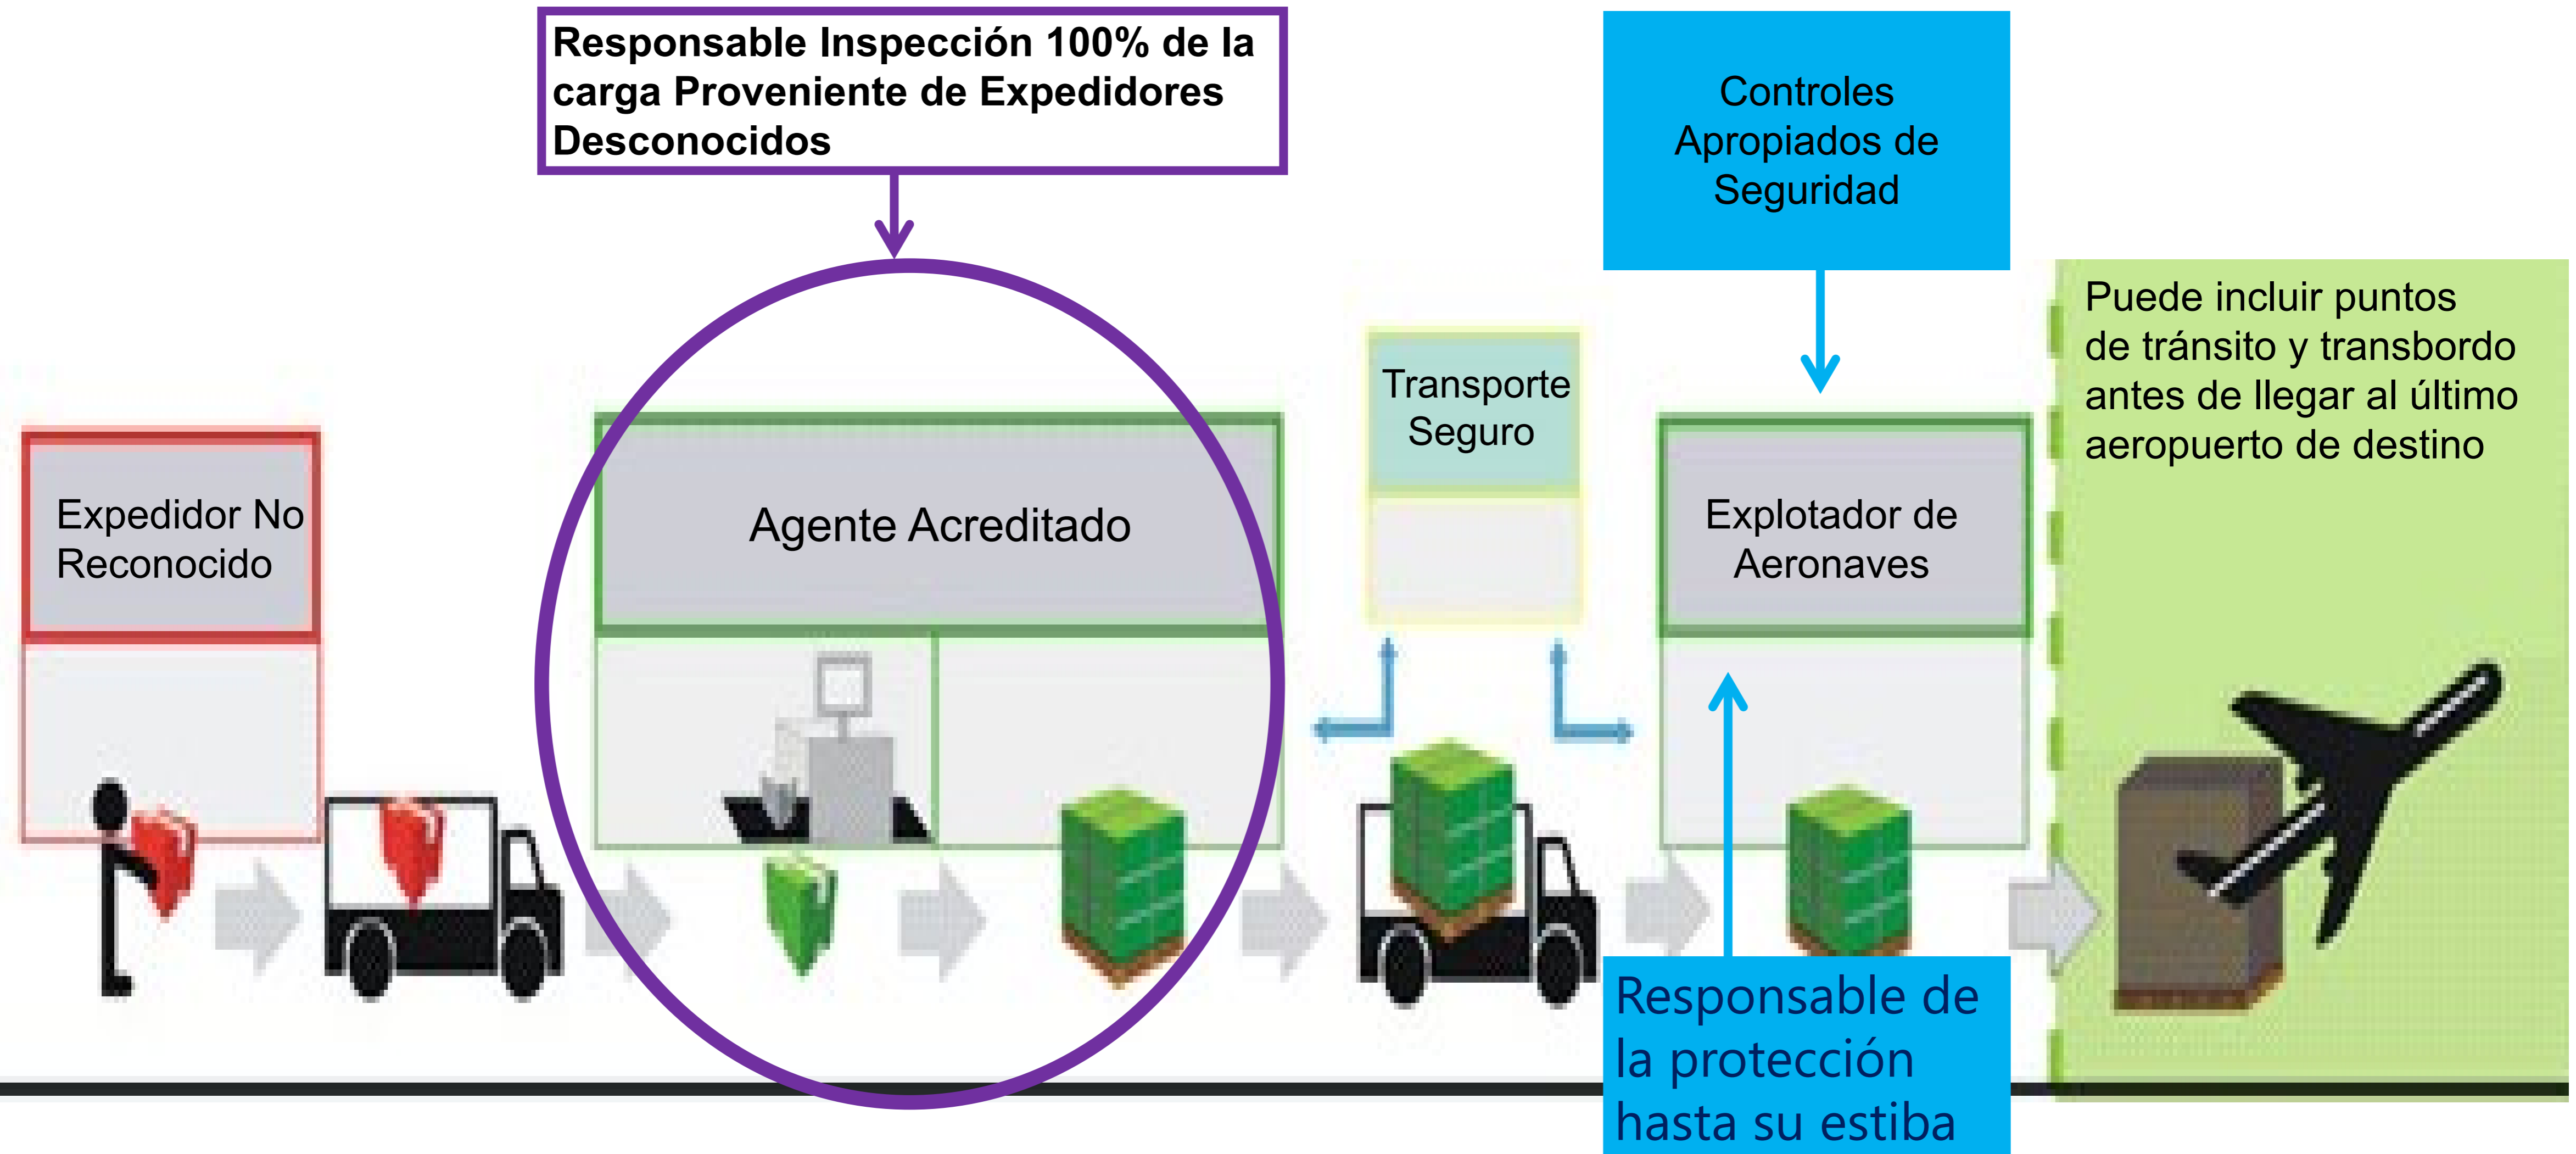 Responsable Inspección 100% de la
carga Proveniente de Expedidores
Desconocidos
Controles
Apropiados de
Seguridad
Puede incluir puntos
de tránsito y transbordo
antes de llegar al último
aeropuerto de destino
Transporte
Seguro
Expedidor No
Reconocido
Agente Acreditado
Explotador de
Aeronaves
Responsable de
la protección
hasta su estiba